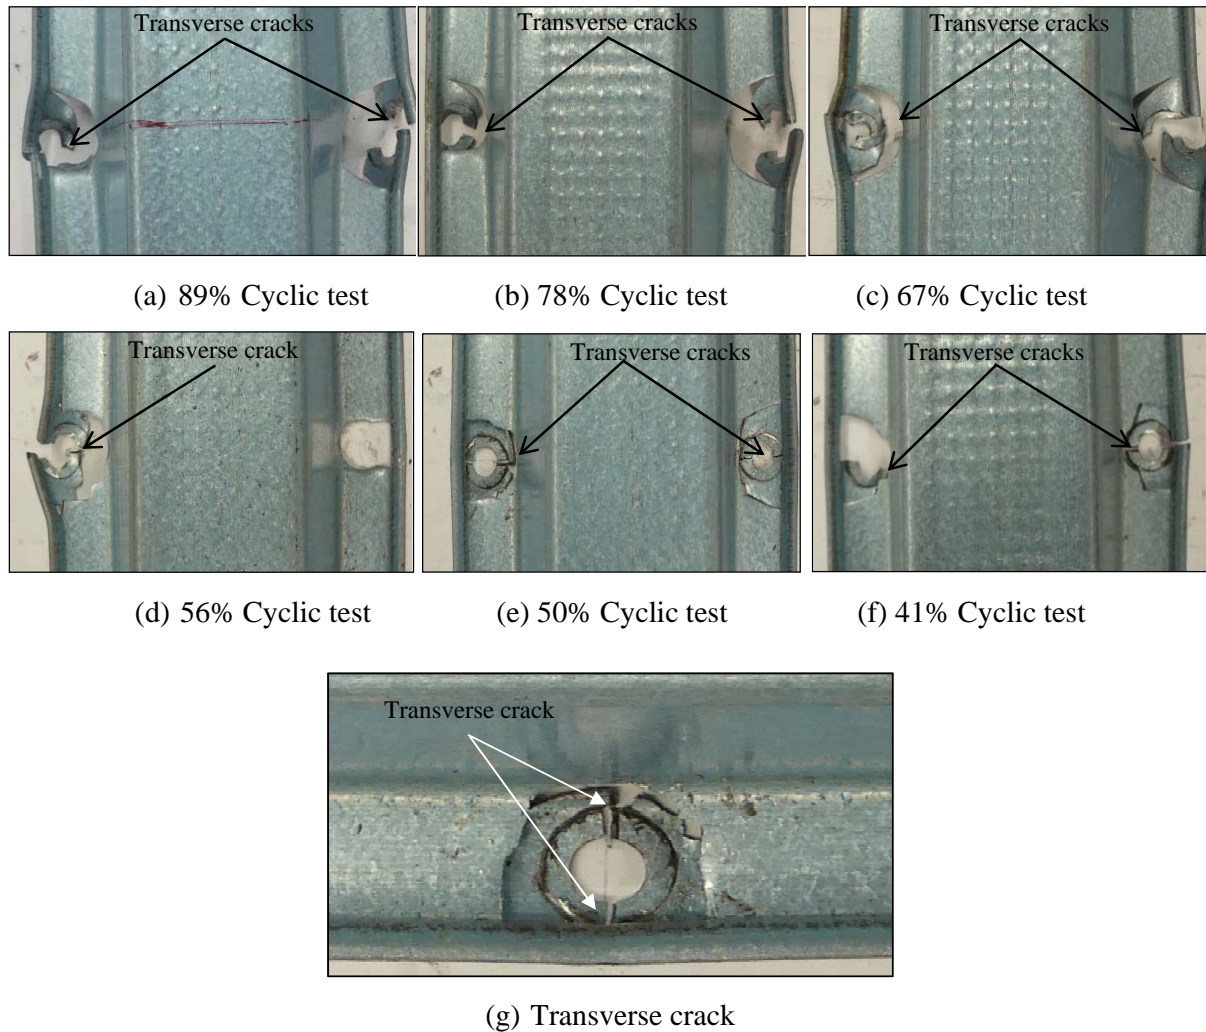 Transverse cracks
Transverse cracks
Transverse cracks
(a) 89% Cyclic test
(b) 78% Cyclic test
(c) 67% Cyclic test
Transverse crack
Transverse cracks
Transverse cracks
(d) 56% Cyclic test
(e) 50% Cyclic test
(f) 41% Cyclic test
Transverse crack
(g) Transverse crack